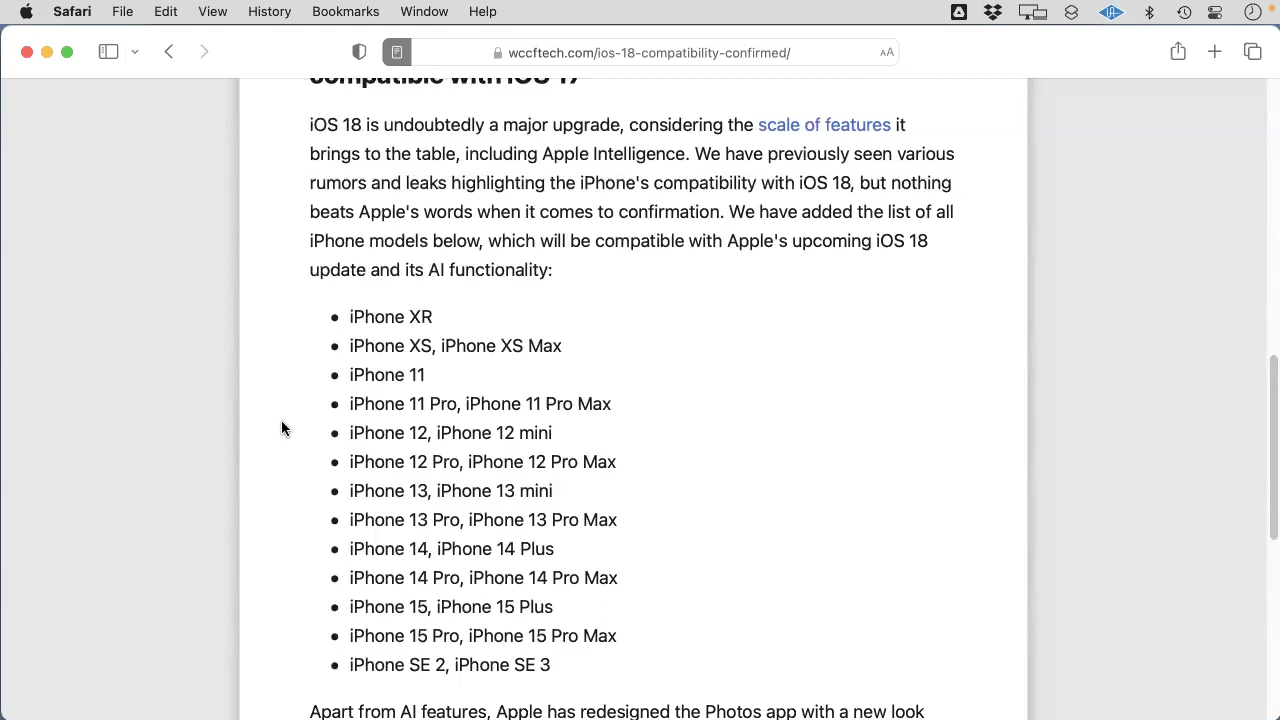 Safari File Edit View History Bookmarks Window Help
wccftech.com/ios-18-compatibility-confirmed/ AA
compatible with iOS 17
iOS 18 is undoubtedly a major upgrade, considering the scale of features it
brings to the table, including Apple Intelligence. We have previously seen various
rumors and leaks highlighting the iPhone's compatibility with iOS 18, but nothing
beats Apple's words when it comes to confirmation. We have added the list of all
iPhone models below, which will be compatible with Apple's upcoming iOS 18
update and its AI functionality:
• iPhone XR
• iPhone XS, iPhone XS Max
• iPhone 11
• iPhone 11 Pro, iPhone 11 Pro Max
• iPhone 12, iPhone 12 mini
• iPhone 12 Pro, iPhone 12 Pro Max
• iPhone 13, iPhone 13 mini
• iPhone 13 Pro, iPhone 13 Pro Max
• iPhone 14, iPhone 14 Plus
• iPhone 14 Pro, iPhone 14 Pro Max
• iPhone 15, iPhone 15 Plus
• iPhone 15 Pro, iPhone 15 Pro Max
• iPhone SE 2, iPhone SE 3
Apart from AI features, Apple has redesigned the Photos app with a new look